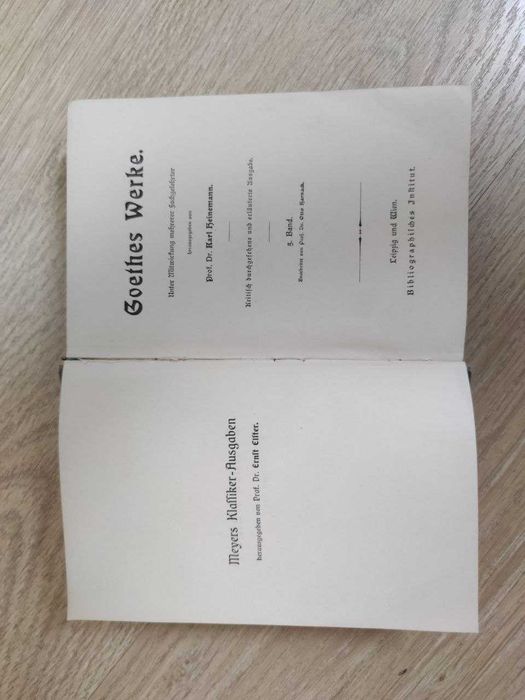 Meyers Klassiker-Ausgaben
herausgegeben von Prof. Dr. Ernst Elster.
Goethes Werke.
Unter Mitwirkung mehrerer Fachgelehrter
herausgegeben von
Prof. Dr. Karl Heinemann.
Kritisch durchgesehene und erläuterte Ausgabe.
5. Band.
Bearbeitet von Prof. Dr. Otto Harnack.
Leipzig und Wien.
Bibliographisches Institut.